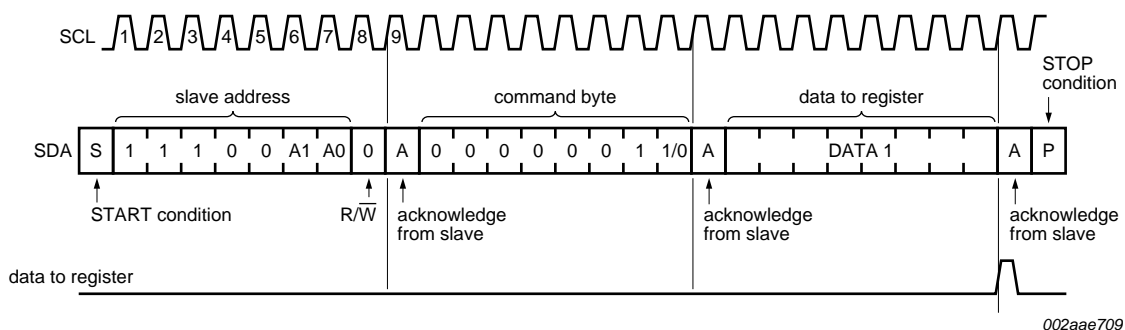 SCL 1 2 3 4 5 6 7 8 9
STOP
condition
slave address command byte data to register
SDA S 1 1 1 0 0 A1 A0 0 A 0 0 0 0 0 0 1 1/0 A DATA 1 A P
START condition R/W̅ acknowledge
from slave acknowledge
from slave acknowledge
from slave
data to register
002aae709